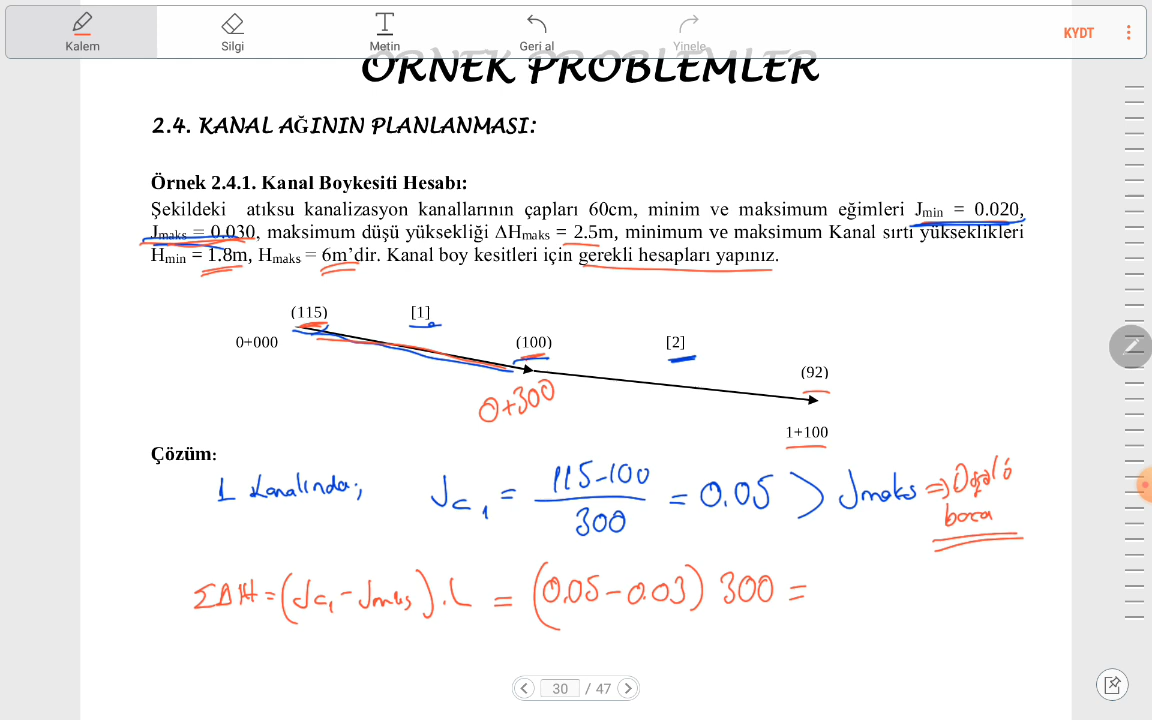 Kalem Silgi Metin Geri al Yinele KYDT
ÖRNEK PROBLEMLER
2.4. KANAL AĞININ PLANLANMASI:
Örnek 2.4.1. Kanal Boykesiti Hesabı:
Şekildeki atıksu kanalizasyon kanallarının çapları 60cm, minim ve maksimum eğimleri Jmin = 0.020,
Jmaks = 0.030, maksimum düşü yüksekliği ΔHmaks = 2.5m, minimum ve maksimum Kanal sırtı yükseklikleri
Hmin = 1.8m, Hmaks = 6m'dir. Kanal boy kesitleri için gerekli hesapları yapınız.
(115) [1]
0+000 (100) [2]
(92)
0+300
1+100
Çözüm:
1 Kanalında; Jç1 = 115-100 / 300 = 0.05 > Jmaks =>
baca
ΣΔH = (Jç1 - Jmaks).L = (0.05-0.03) 300 =
30 / 47